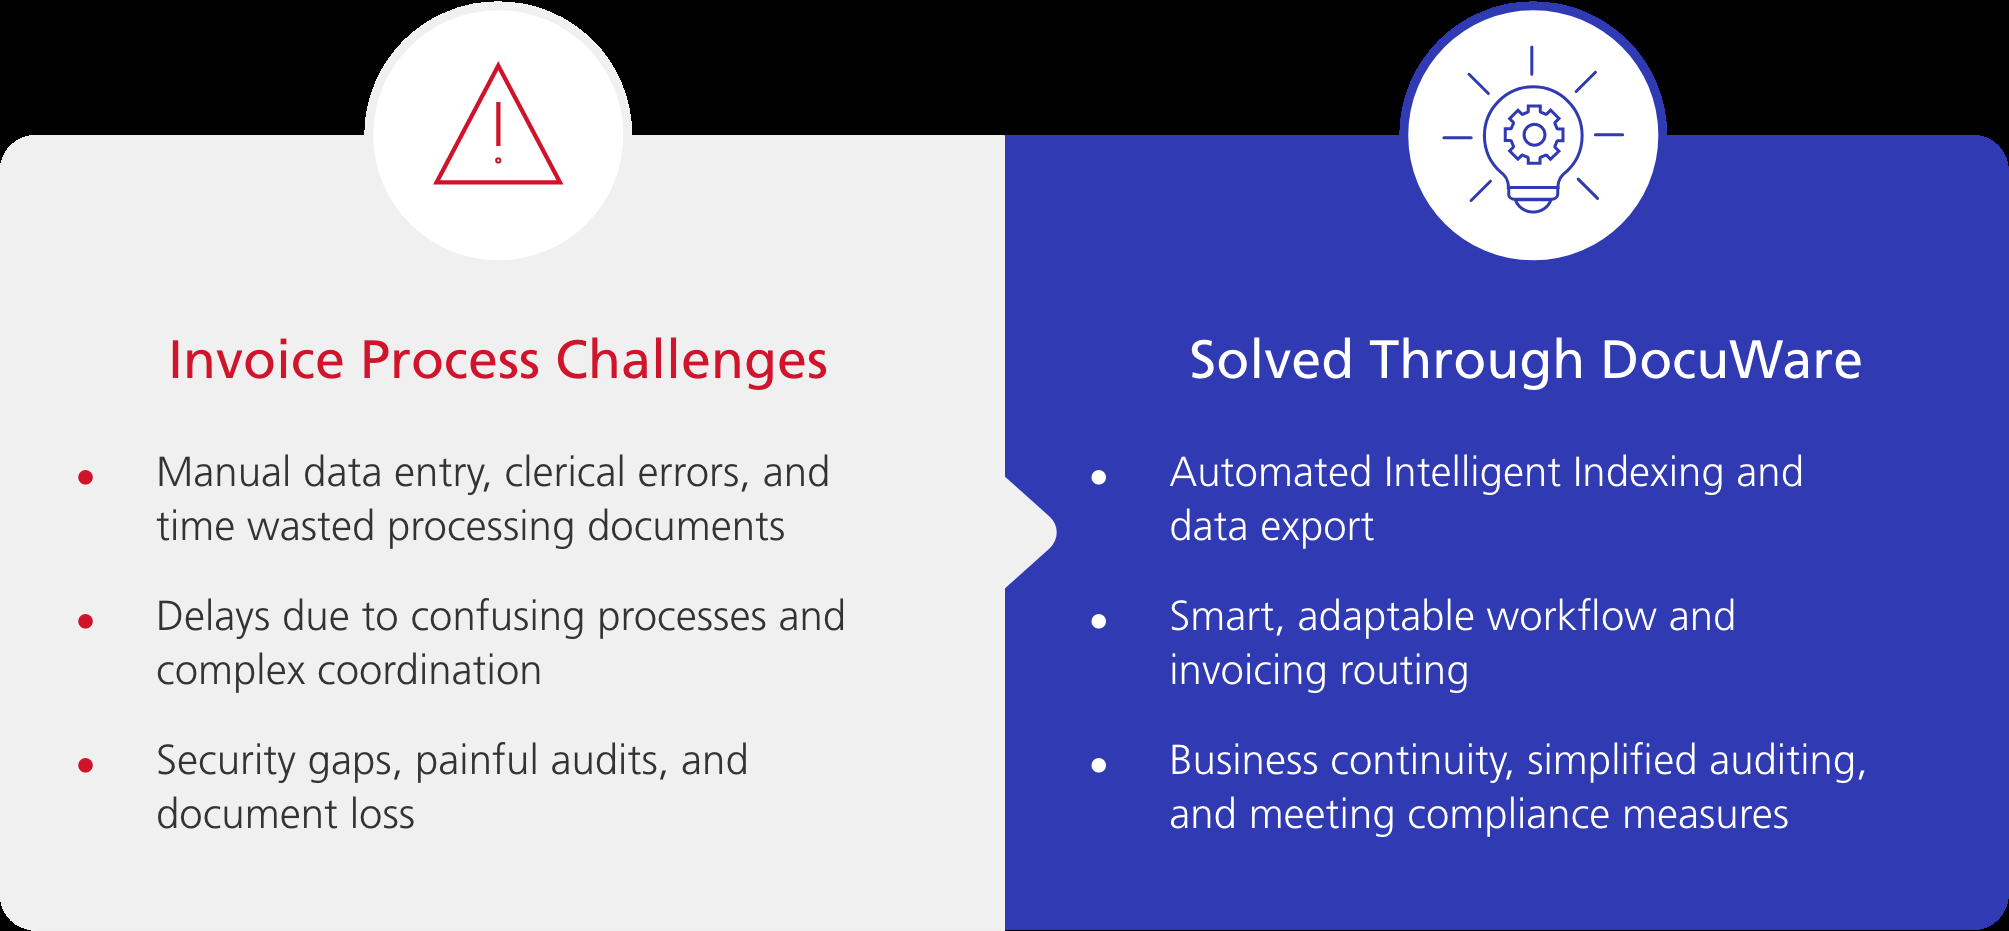 Invoice Process Challenges
• Manual data entry, clerical errors, and
time wasted processing documents
• Delays due to confusing processes and
complex coordination
• Security gaps, painful audits, and
document loss
Solved Through DocuWare
• Automated Intelligent Indexing and
data export
• Smart, adaptable workflow and
invoicing routing
• Business continuity, simplified auditing,
and meeting compliance measures